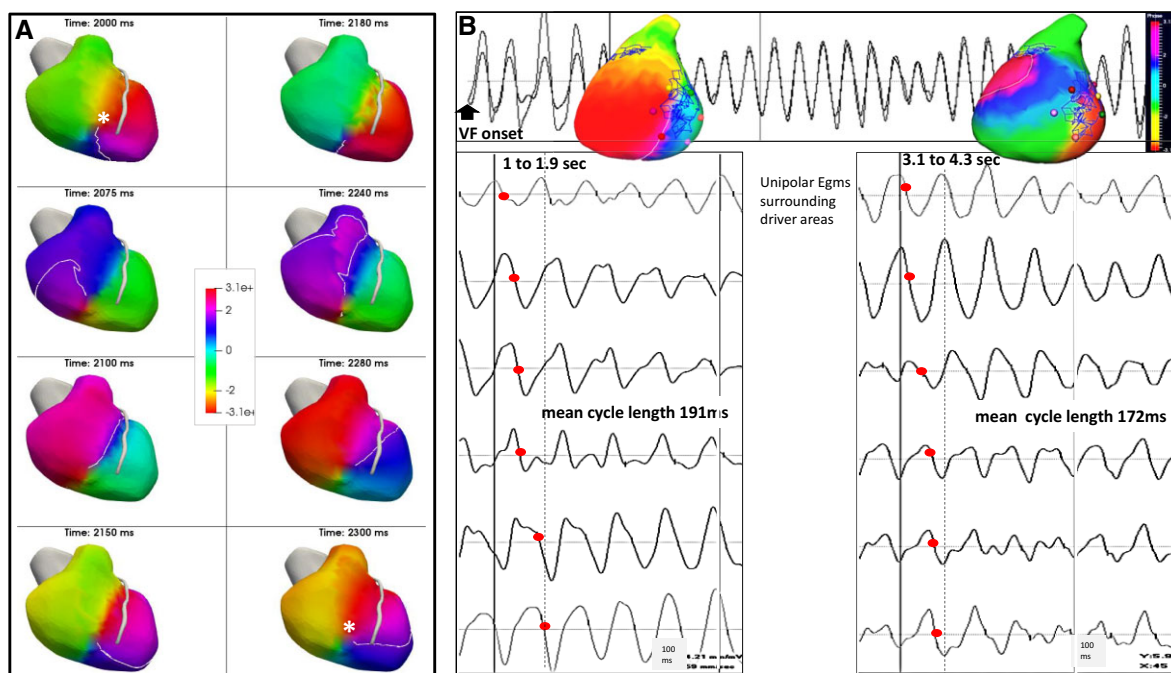 A
Time: 2000 ms
Time: 2180 ms
*
Time: 2075 ms
Time: 2240 ms
3.1e+
2
0
-2
-3.1e+
Time: 2100 ms
Time: 2280 ms
Time: 2150 ms
Time: 2300 ms
*
B
VF onset
1 to 1.9 sec
Unipolar Egms
surrounding
driver areas
3.1 to 4.3 sec
mean cycle length 191ms
mean cycle length 172ms
100
ms
100
ms
Y:5.9
X:45